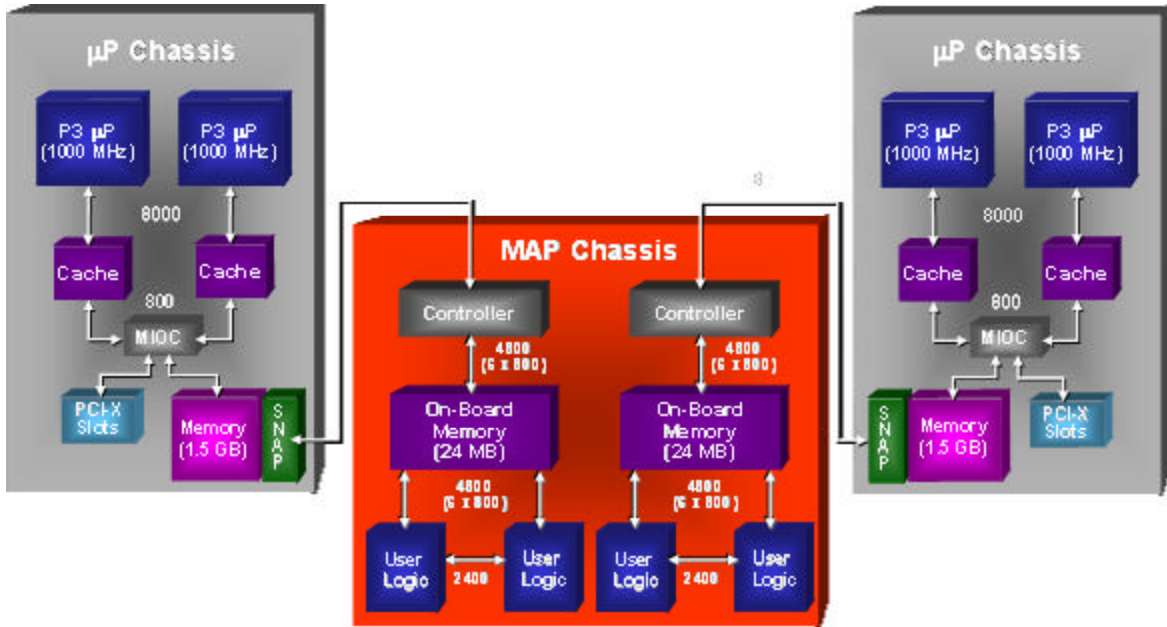 µP Chassis
P3 µP
(1000 MHz)
P3 µP
(1000 MHz)
8000
Cache
Cache
800
MIOC
PCI-X
Slots
Memory
(1.5 GB)
SNAP
MAP Chassis
Controller
4800
(6 x 800)
On-Board
Memory
(24 MB)
4800
(6 x 800)
User
Logic
2400
User
Logic
Controller
4800
(6 x 800)
On-Board
Memory
(24 MB)
4800
(6 x 800)
User
Logic
2400
User
Logic
µP Chassis
P3 µP
(1000 MHz)
P3 µP
(1000 MHz)
8000
Cache
Cache
800
MIOC
SNAP
Memory
(1.5 GB)
PCI-X
Slots